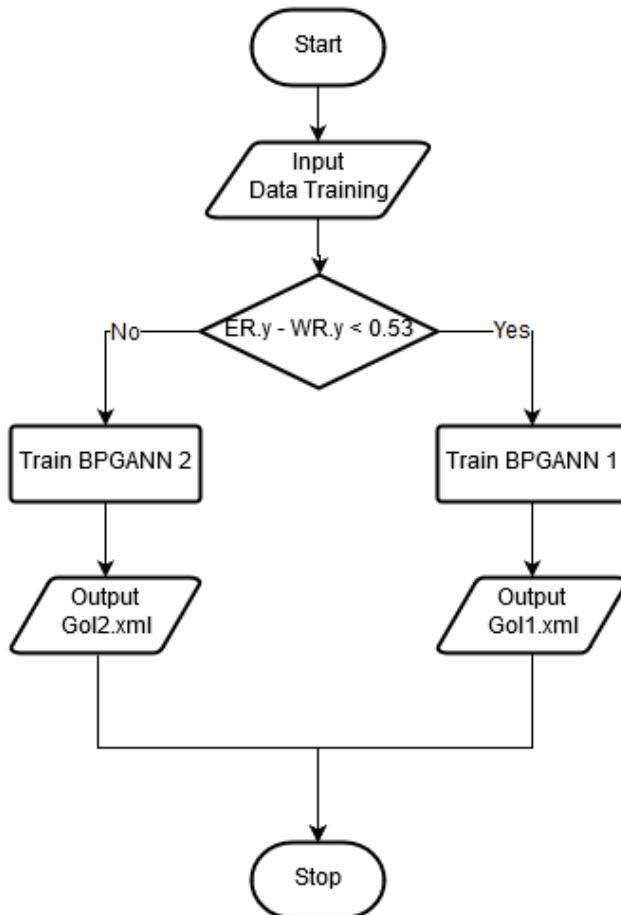 Start
Input
Data Training
ER.y - WR.y < 0.53
No
Yes
Train BPGANN 2
Train BPGANN 1
Output
Gol2.xml
Output
Gol1.xml
Stop